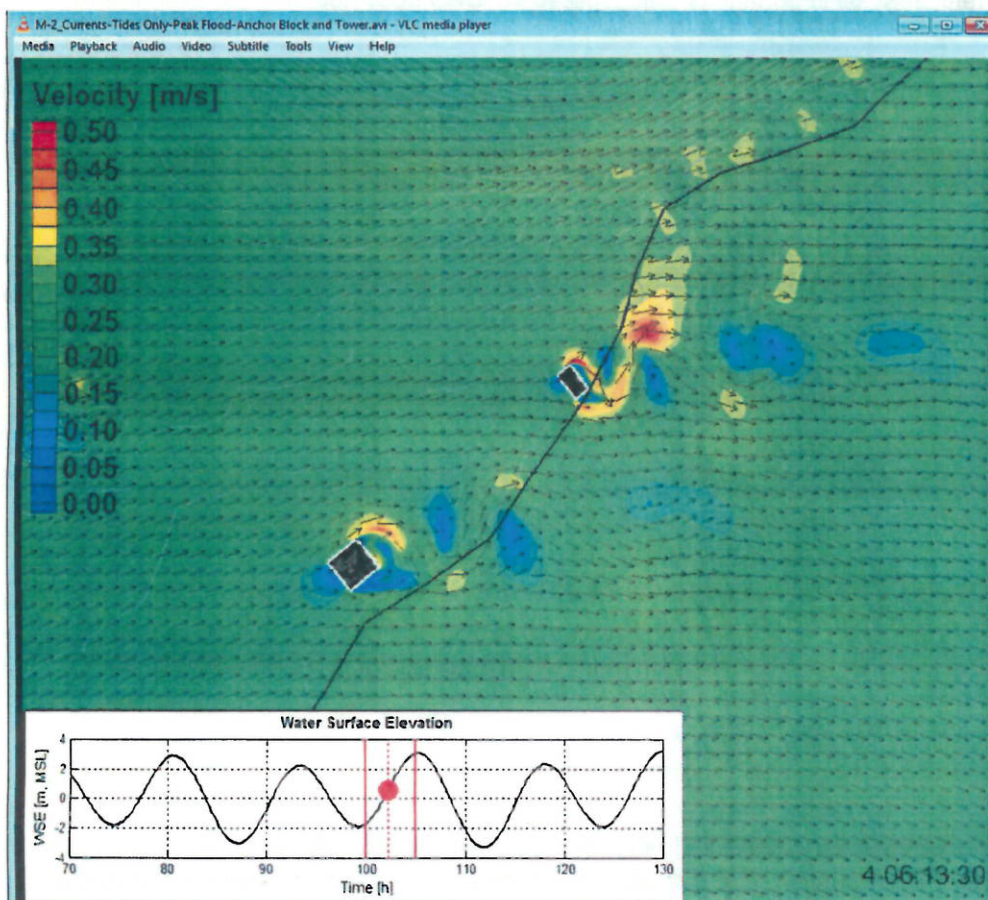 M-2_Currents-Tides Only-Peak Flood-Anchor Block and Tower.avi - VLC media player
Media Playback Audio Video Subtitle Tools View Help
Velocity [m/s]
0.50
0.45
0.40
0.35
0.30
0.25
0.20
0.15
0.10
0.05
0.00
Water Surface Elevation
WSE [m, MSL]
4
2
0
-2
-4
70 80 90 100 110 120 130
Time [h]
4 06:13:30